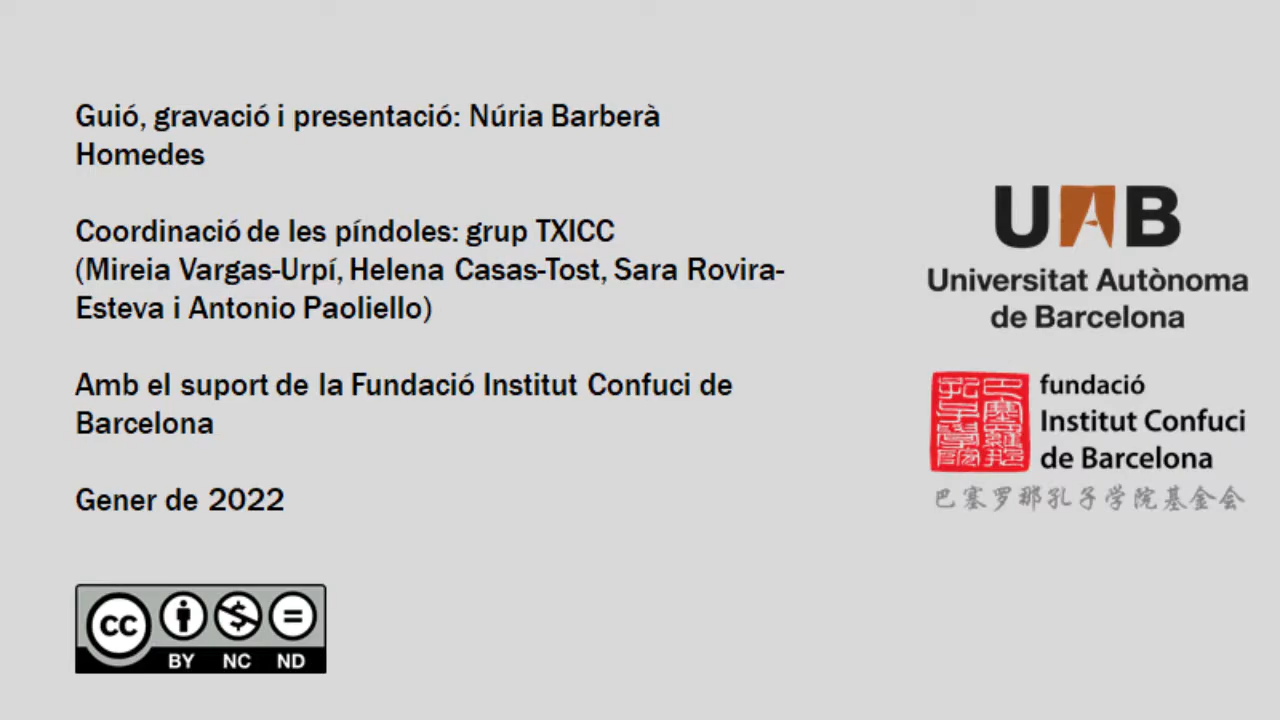 Guió, gravació i presentació: Núria Barberà
Homedes
Coordinació de les píndoles: grup TXICC
(Mireia Vargas-Urpí, Helena Casas-Tost, Sara Rovira-
Esteva i Antonio Paoliello)
Amb el suport de la Fundació Institut Confuci de
Barcelona
Gener de 2022
CC
BY NC ND
UAB
Universitat Autònoma
de Barcelona
fundació
Institut Confuci
de Barcelona
巴塞罗那孔子学院基金会